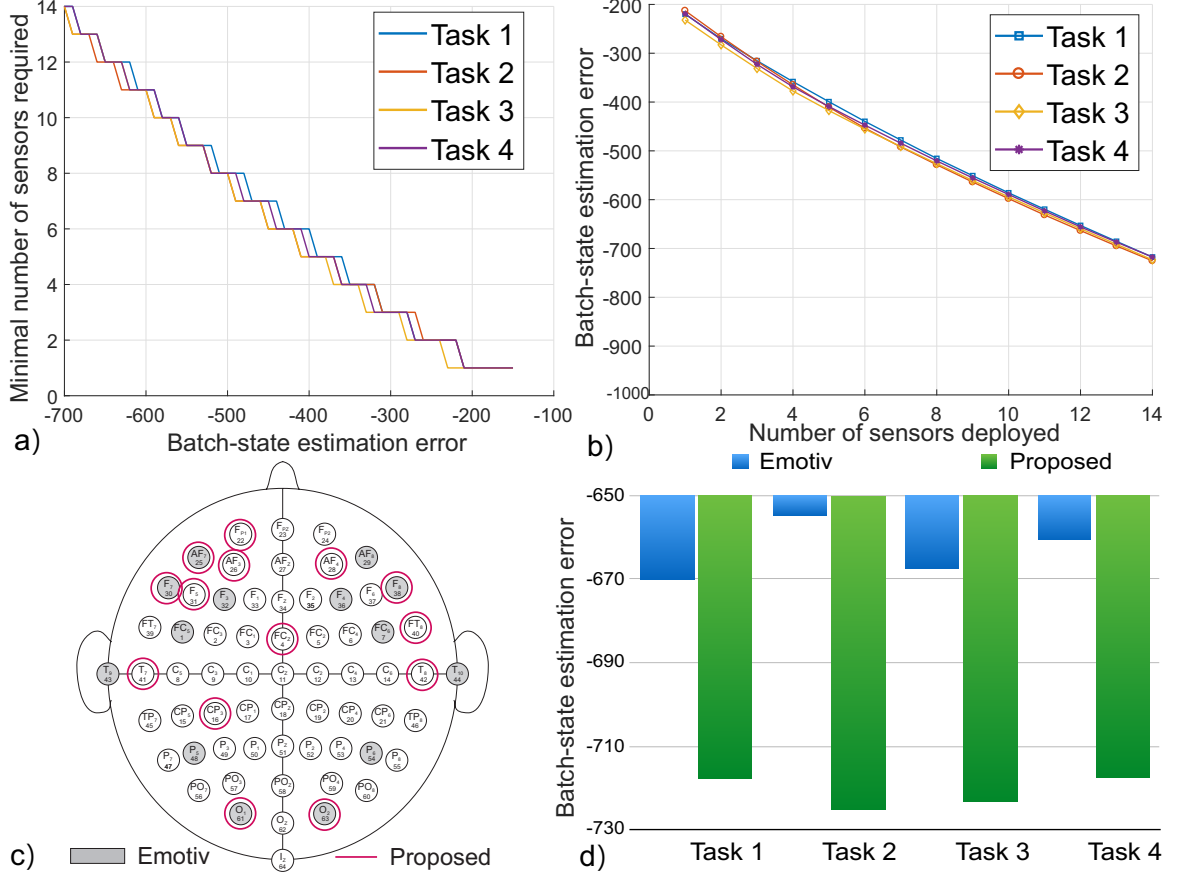 14
12
10
8
6
4
2
0
Minimal number of sensors required
Task 1
Task 2
Task 3
Task 4
-700 -600 -500 -400 -300 -200 -100
Batch-state estimation error
a)
-200
-300
-400
-500
-600
-700
-800
-900
-1000
Batch-state estimation error
Task 1
Task 2
Task 3
Task 4
0 2 4 6 8 10 12 14
Number of sensors deployed
b)
FP1 FPZ FP2
22 23 24
AF7 AF3 AFZ AF4 AF8
25 26 27 28 29
F7 F5 F3 F1 FZ F2 F4 F6 F8
30 31 32 33 34 35 36 37 38
FT7 FC5 FC3 FC1 FCZ FC2 FC4 FC6 FT8
39 1 2 3 4 5 6 7 40
T9 T7 C5 C3 C1 CZ C2 C4 C6 T8 T10
43 41 8 9 10 11 12 13 14 42 44
TP7 CP5 CP3 CP1 CPZ CP2 CP4 CP6 TP8
45 15 16 17 18 19 20 21 46
P7 P5 P3 P1 PZ P2 P4 P6 P8
47 48 49 50 51 52 53 54 55
PO7 PO3 POZ PO4 PO8
56 57 58 59 60
O1 OZ O2
61 62 63
IZ
64
c)
Emotiv
Proposed
Emotiv
Proposed
-650
-670
-690
-710
-730
Batch-state estimation error
Task 1 Task 2 Task 3 Task 4
d)